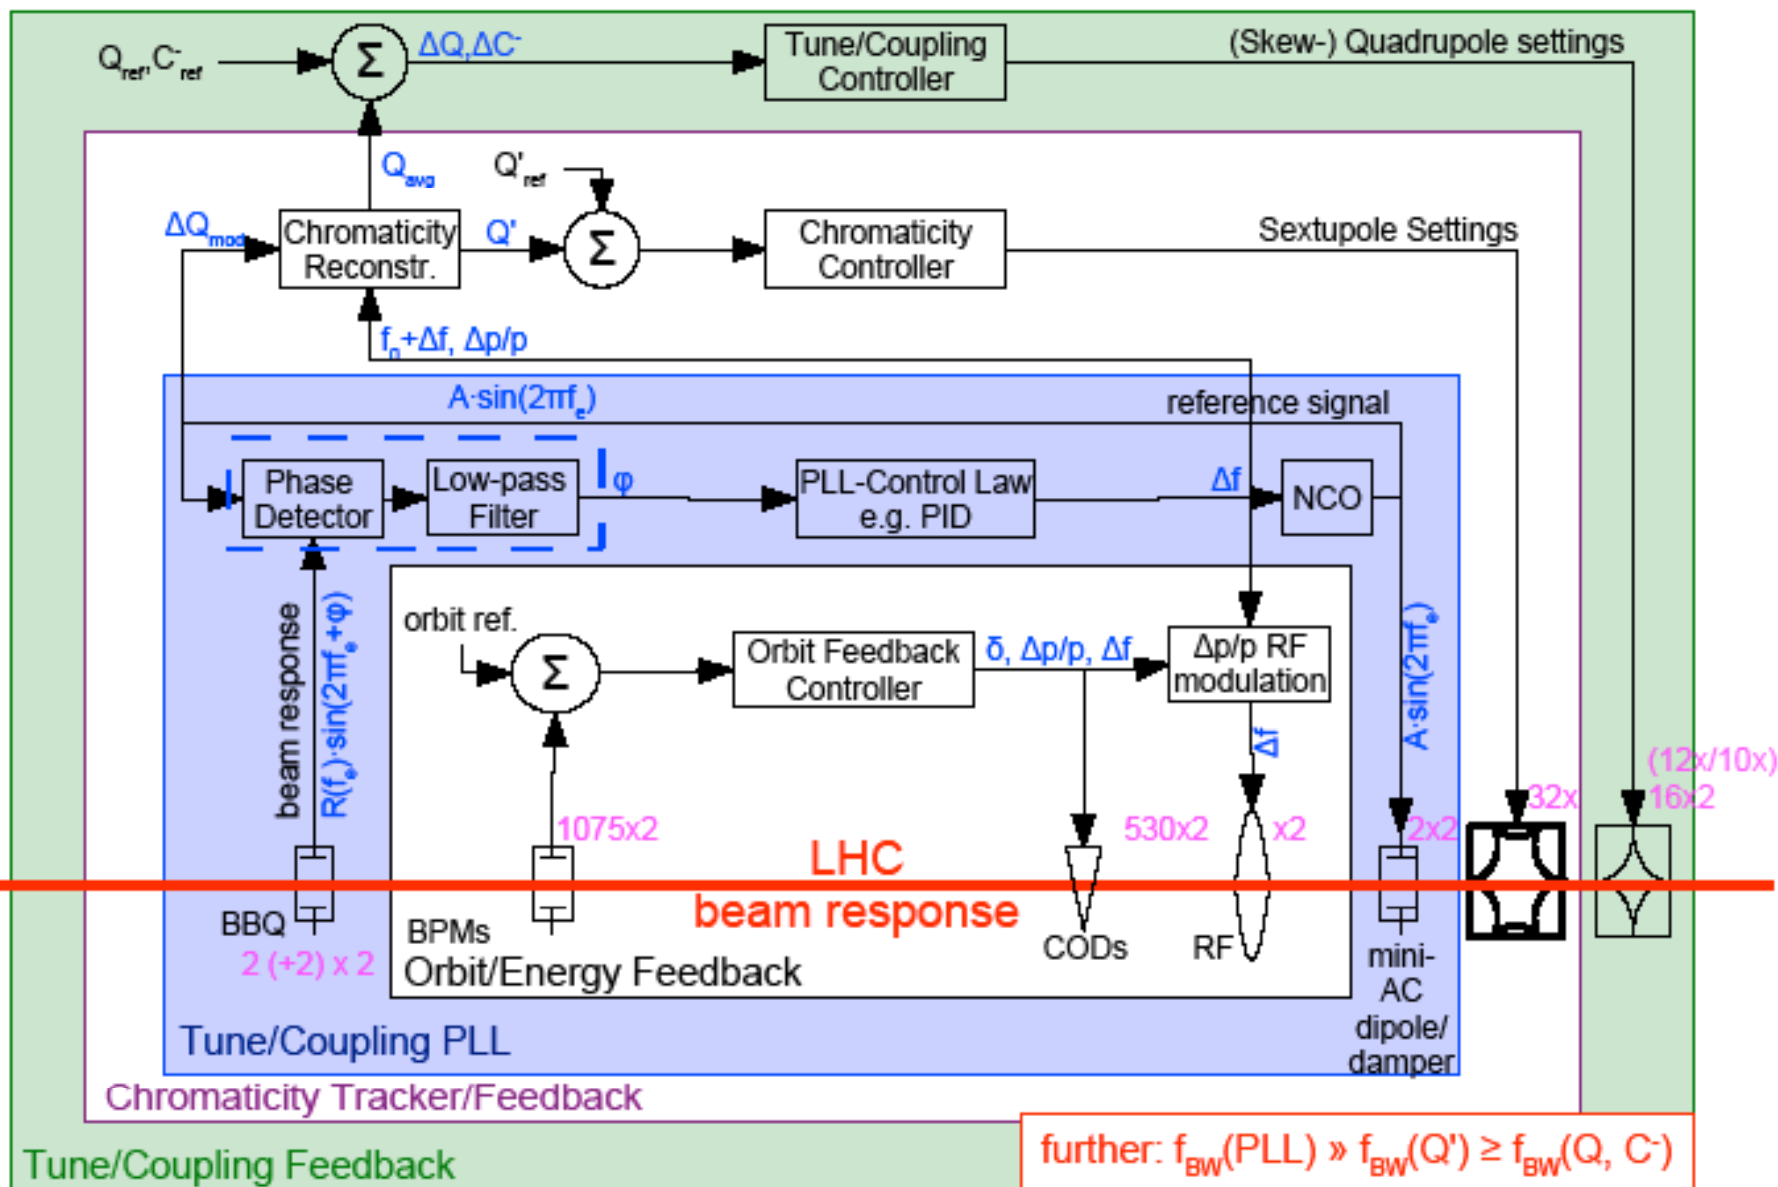 Q_ref, C⁻_ref
Σ
ΔQ,ΔC⁻
Tune/Coupling
Controller
(Skew-) Quadrupole settings
Q_avg
Q'_ref
ΔQ_mod
Chromaticity
Reconstr.
Q'
Σ
Chromaticity
Controller
Sextupole Settings
f_0+Δf, Δp/p
A·sin(2πf_e)
reference signal
Phase
Detector
Low-pass
Filter
φ
PLL-Control Law
e.g. PID
Δf
NCO
beam response
R(f_e)·sin(2πf_e+φ)
orbit ref.
Σ
Orbit Feedback
Controller
δ, Δp/p, Δf
Δp/p RF
modulation
Δf
A·sin(2πf_e)
(12x/10x)
16x2
32x
2x2
1075x2
530x2
x2
LHC
beam response
BBQ
2 (+2) x 2
BPMs
CODs
RF
mini-
AC
dipole/
damper
Orbit/Energy Feedback
Tune/Coupling PLL
Chromaticity Tracker/Feedback
Tune/Coupling Feedback
further: f_BW(PLL) » f_BW(Q') ≥ f_BW(Q, C⁻)